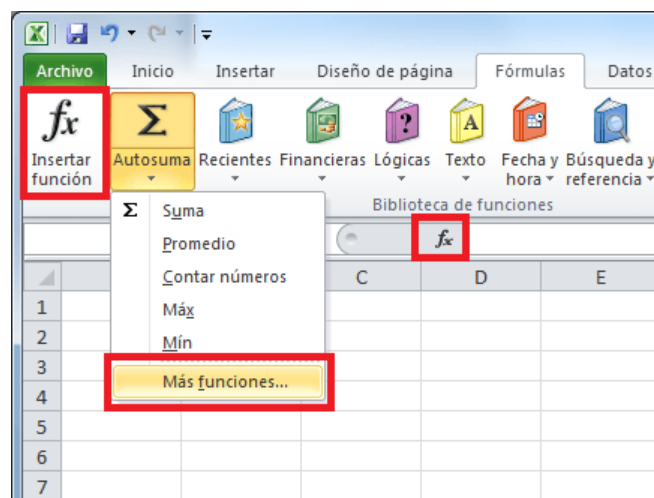 Archivo Inicio Insertar Diseño de página Fórmulas Datos
fx Σ
Insertar función Autosuma Recientes Financieras Lógicas Texto Fecha y hora Búsqueda y referencia
Biblioteca de funciones
Σ Suma
fx
Promedio
Contar números
Máx
Mín
Más funciones...
C D E
1
2
3
4
5
6
7